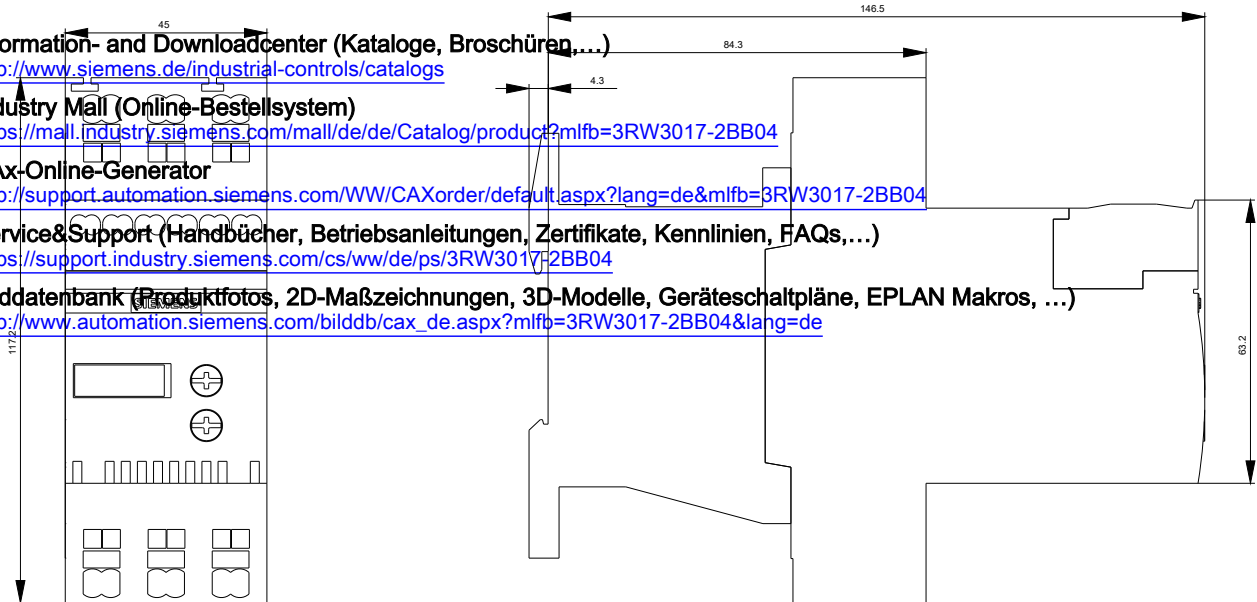 146.5
45
ormation- and Downloadcenter (Kataloge, Broschüren,…)
84.3
p://www.siemens.de/industrial-controls/catalogs
4.3
dustry Mall (Online-Bestellsystem)
ps://mall.industry.siemens.com/mall/de/de/Catalog/product?mlfb=3RW3017-2BB04
Ax-Online-Generator
p://support.automation.siemens.com/WW/CAXorder/default.aspx?lang=de&mlfb=3RW3017-2BB04
ervice&Support (Handbücher, Betriebsanleitungen, Zertifikate, Kennlinien, FAQs,…)
ps://support.industry.siemens.com/cs/ww/de/ps/3RW3017-2BB04
ddatenbank (Produktfotos, 2D-Maßzeichnungen, 3D-Modelle, Geräteschaltpläne, EPLAN Makros, …)
SIEMENS
p://www.automation.siemens.com/bilddb/cax_de.aspx?mlfb=3RW3017-2BB04&lang=de
117.2
63.2